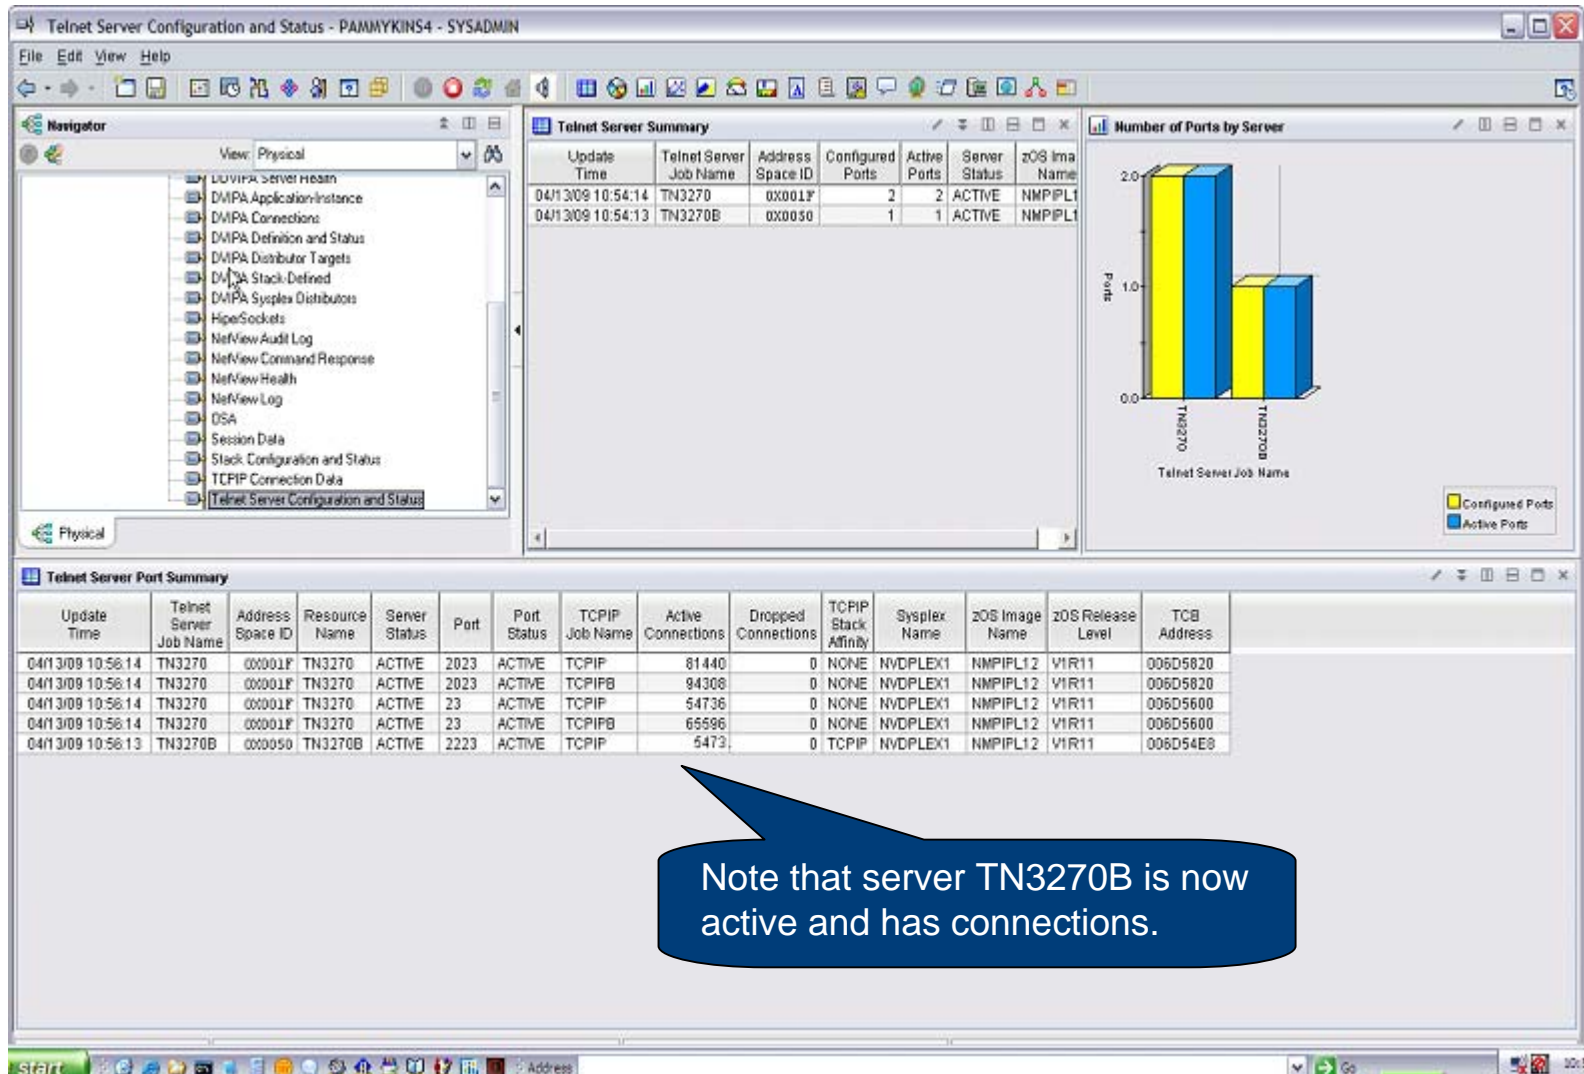 Telnet Server Configuration and Status - PAMMYKINS4 - SYSADMIN
File Edit View Help
Navigator
View: Physical
DDVIPA Server Health
DVIPA Application-Instance
DVIPA Connections
DVIPA Definition and Status
DVIPA Distributor Targets
DVIPA Stack-Defined
DVIPA Sysplex Distributors
HiperSockets
NetView Audit Log
NetView Command Response
NetView Health
NetView Log
OSA
Session Data
Stack Configuration and Status
TCPIP Connection Data
Telnet Server Configuration and Status
Physical
Telnet Server Summary
Update Time Telnet Server Job Name Address Space ID Configured Ports Active Ports Server Status zOS Ima Name
04/13/09 10:54:14 TN3270 0X001F 2 2 ACTIVE NMPIPL1
04/13/09 10:54:13 TN3270B 0X0050 1 1 ACTIVE NMPIPL1
Number of Ports by Server
2.0
1.0
0.0
Ports
TN3270
TN3270B
Telnet Server Job Name
Configured Ports
Active Ports
Telnet Server Port Summary
Update Time Telnet Server Job Name Address Space ID Resource Name Server Status Port Port Status TCPIP Job Name Active Connections Dropped Connections TCPIP Stack Affinity Sysplex Name zOS Image Name zOS Release Level TCB Address
04/13/09 10:56:14 TN3270 0X001F TN3270 ACTIVE 2023 ACTIVE TCPIP 81440 0 NONE NVDPLEX1 NMPIPL12 V1R11 006D5820
04/13/09 10:56:14 TN3270 0X001F TN3270 ACTIVE 2023 ACTIVE TCPIPB 94308 0 NONE NVDPLEX1 NMPIPL12 V1R11 006D5820
04/13/09 10:56:14 TN3270 0X001F TN3270 ACTIVE 23 ACTIVE TCPIP 54736 0 NONE NVDPLEX1 NMPIPL12 V1R11 006D5600
04/13/09 10:56:14 TN3270 0X001F TN3270 ACTIVE 23 ACTIVE TCPIPB 65596 0 NONE NVDPLEX1 NMPIPL12 V1R11 006D5600
04/13/09 10:56:13 TN3270B 0X0050 TN3270B ACTIVE 2223 ACTIVE TCPIP 5473 0 TCPIP NVDPLEX1 NMPIPL12 V1R11 006D54E8
Note that server TN3270B is now
active and has connections.
start Address Go